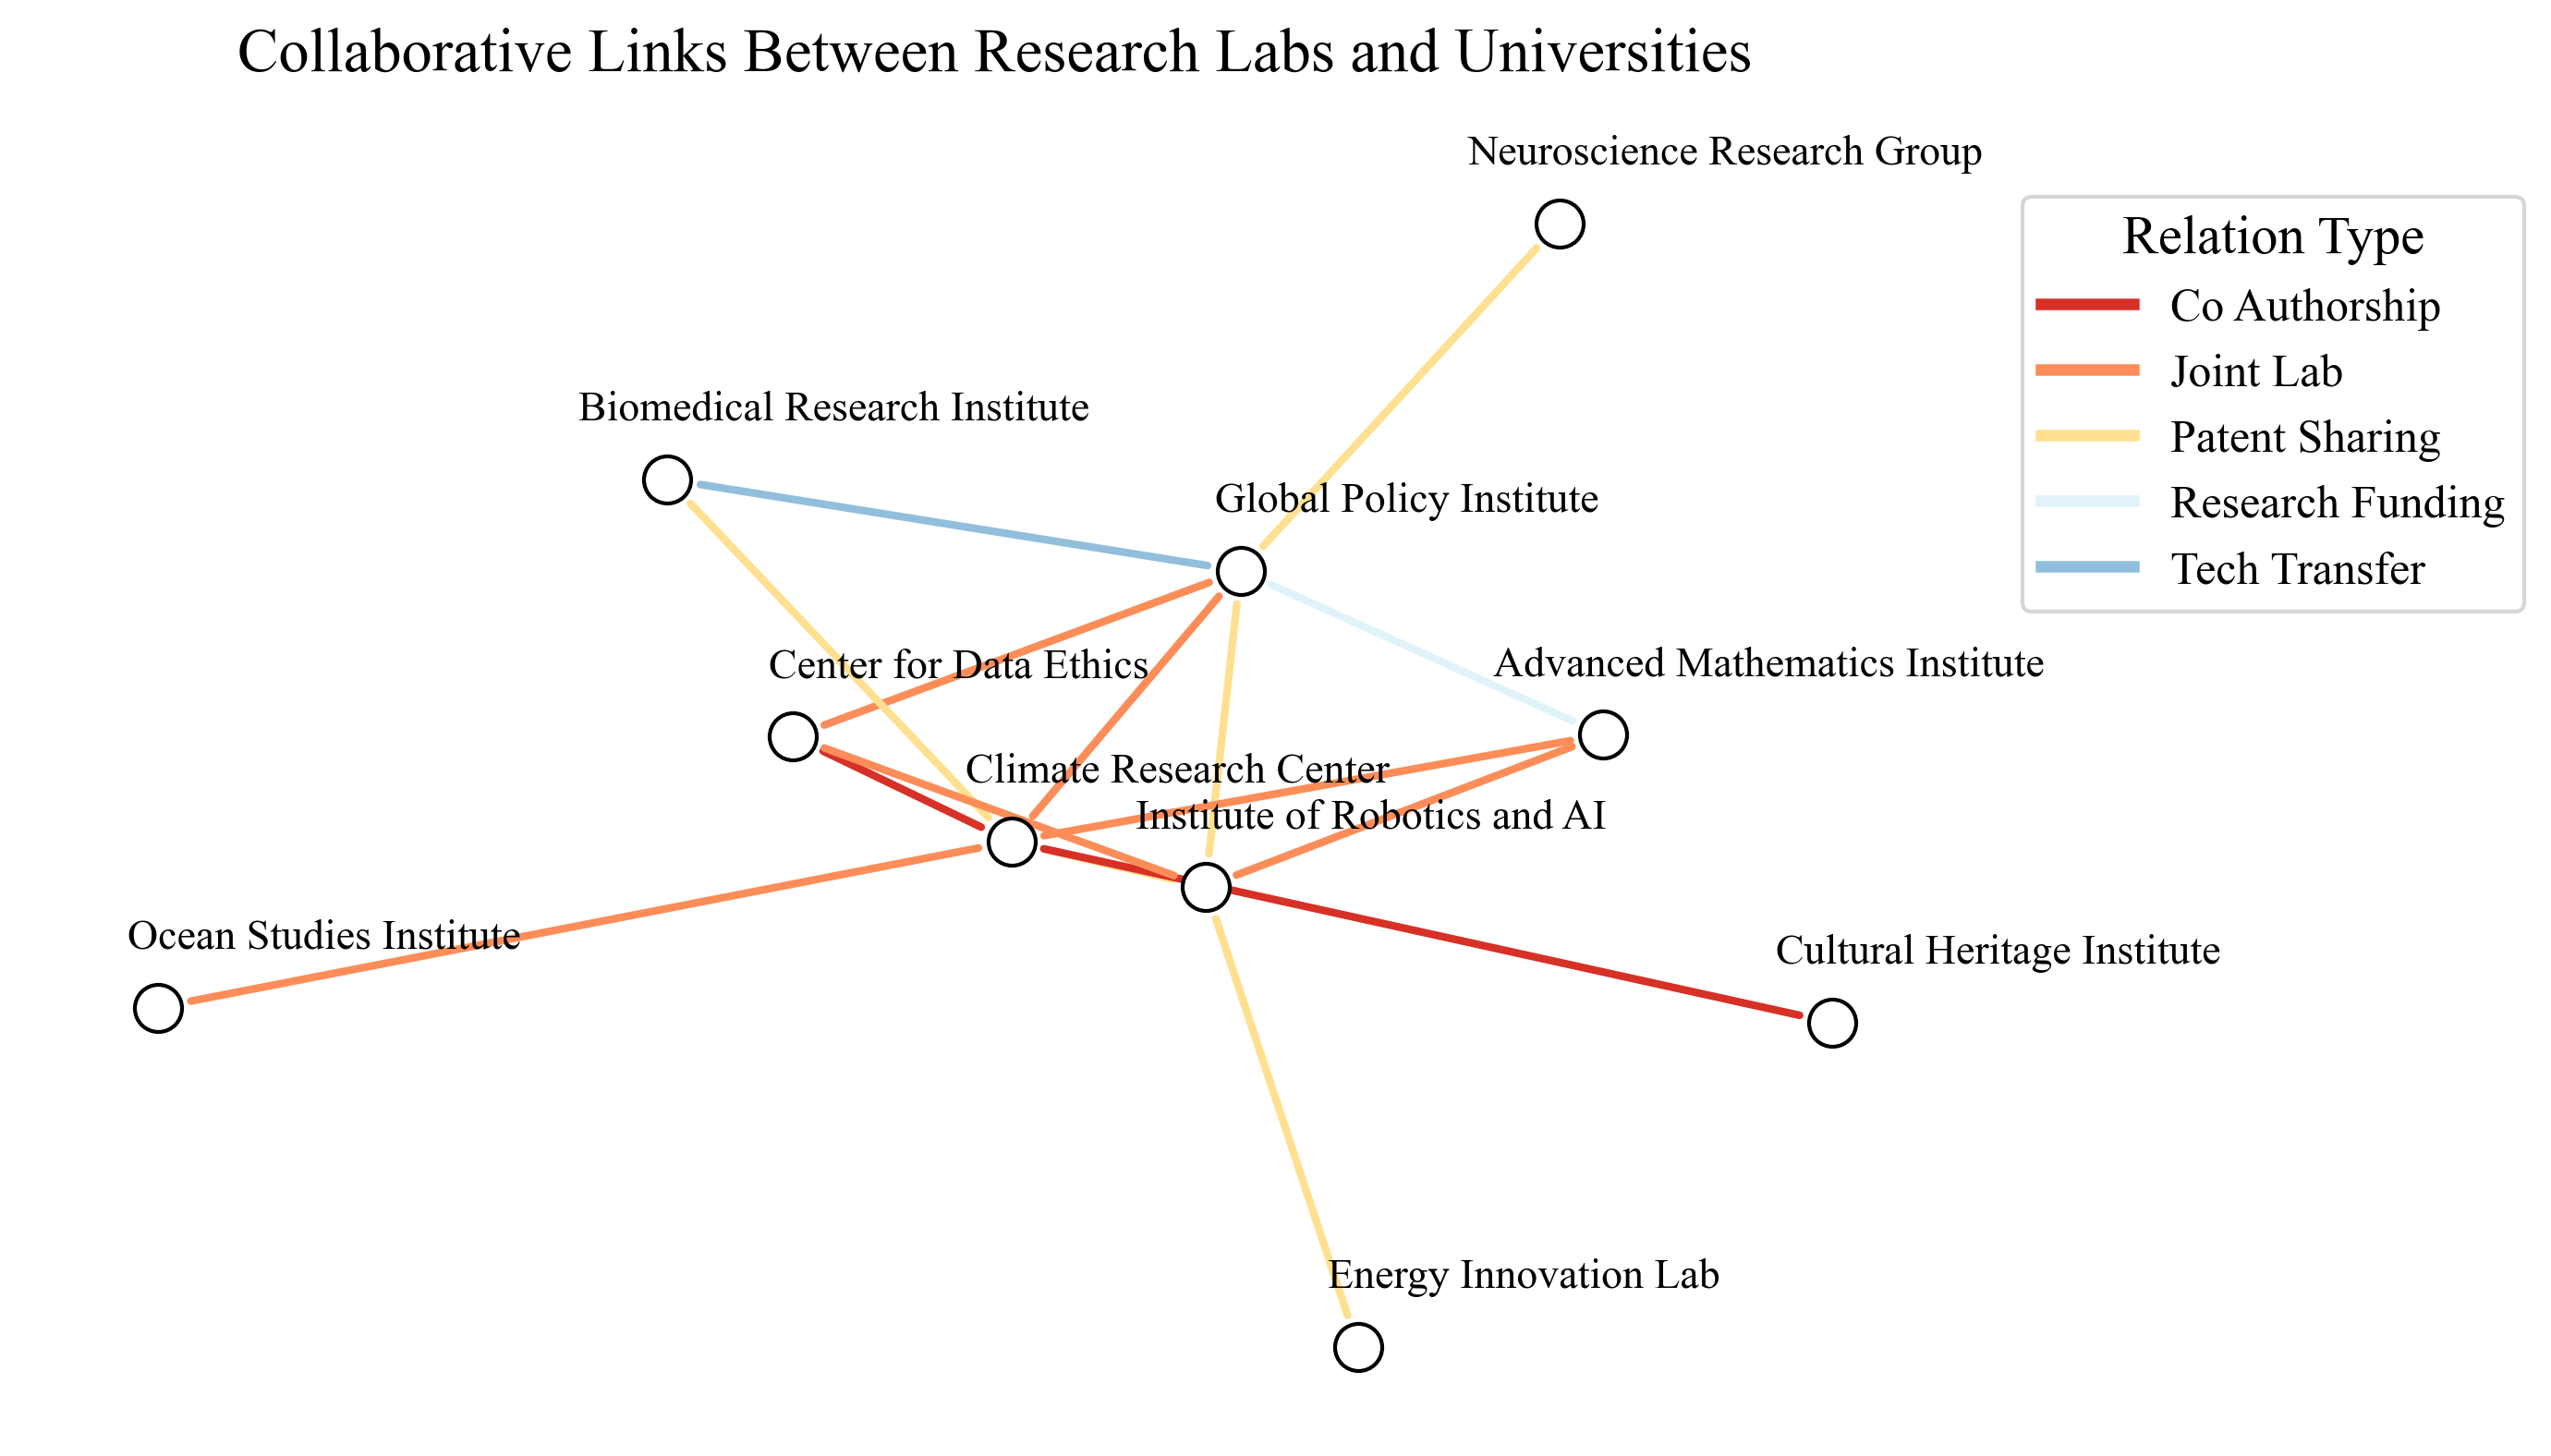 Collaborative Links Between Research Labs and Universities
Neuroscience Research Group
Relation Type
Co Authorship
Joint Lab
Patent Sharing
Research Funding
Tech Transfer
Biomedical Research Institute
Global Policy Institute
Center for Data Ethics
Advanced Mathematics Institute
Climate Research Center
Institute of Robotics and AI
Ocean Studies Institute
Cultural Heritage Institute
Energy Innovation Lab